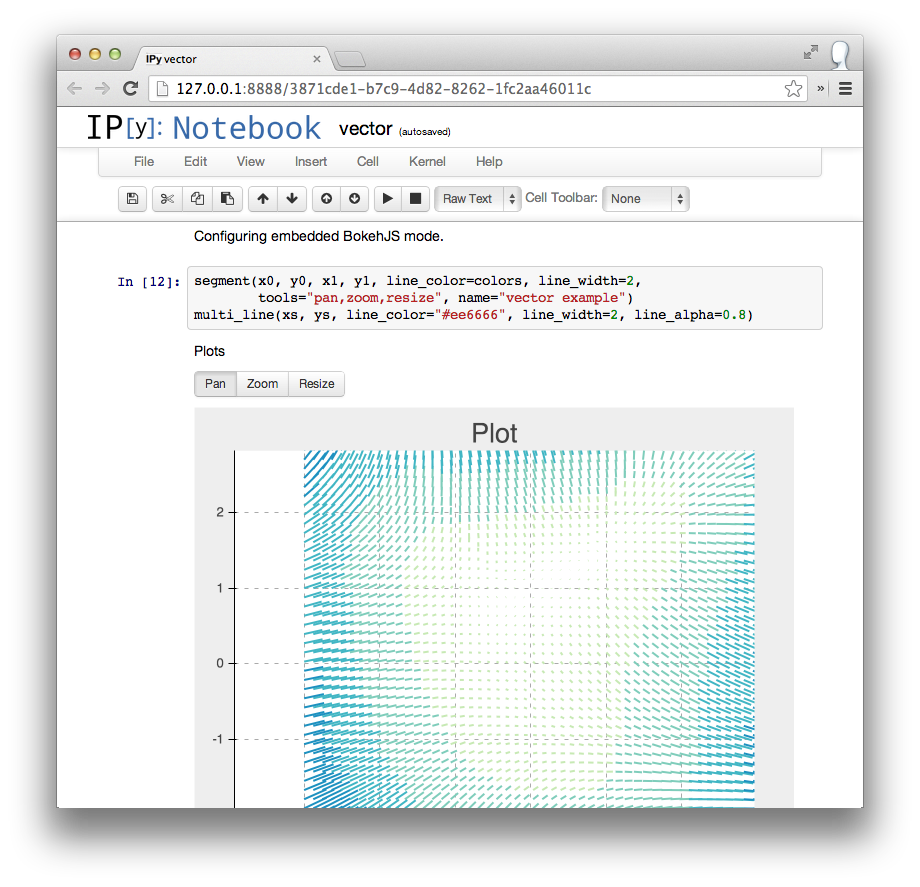 IPy vector
127.0.0.1:8888/3871cde1-b7c9-4d82-8262-1fc2aa46011c
»
IP[y]: Notebook vector (autosaved)
File Edit View Insert Cell Kernel Help
Raw Text Cell Toolbar: None
Configuring embedded BokehJS mode.
In [12]: segment(x0, y0, x1, y1, line_color=colors, line_width=2,
tools="pan,zoom,resize", name="vector example")
multi_line(xs, ys, line_color="#ee6666", line_width=2, line_alpha=0.8)
Plots
Pan Zoom Resize
Plot
2
1
0
-1